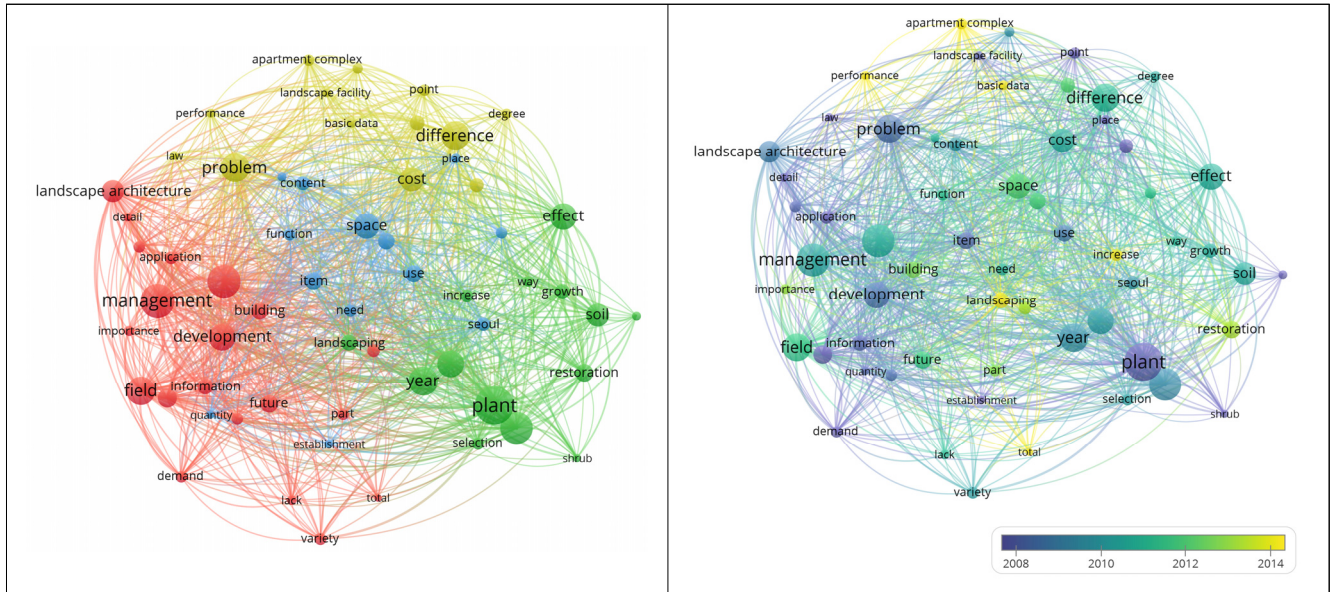 apartment complex
landscape facility
point
performance
basic data
degree
difference
law
place
problem
cost
content
landscape architecture
detail
space
effect
function
application
use
item
way
management
increase
growth
building
need
soil
importance
seoul
development
landscaping
restoration
year
field
information
future
plant
quantity
part
establishment
selection
shrub
demand
lack
total
variety
apartment complex
point
landscape facility
performance
degree
basic data
difference
law
place
problem
cost
content
landscape architecture
effect
detail
space
function
application
use
item
way
growth
management
increase
building
need
soil
seoul
importance
development
landscaping
restoration
year
field
information
future
plant
quantity
part
establishment
selection
shrub
demand
total
lack
variety
2008 2010 2012 2014